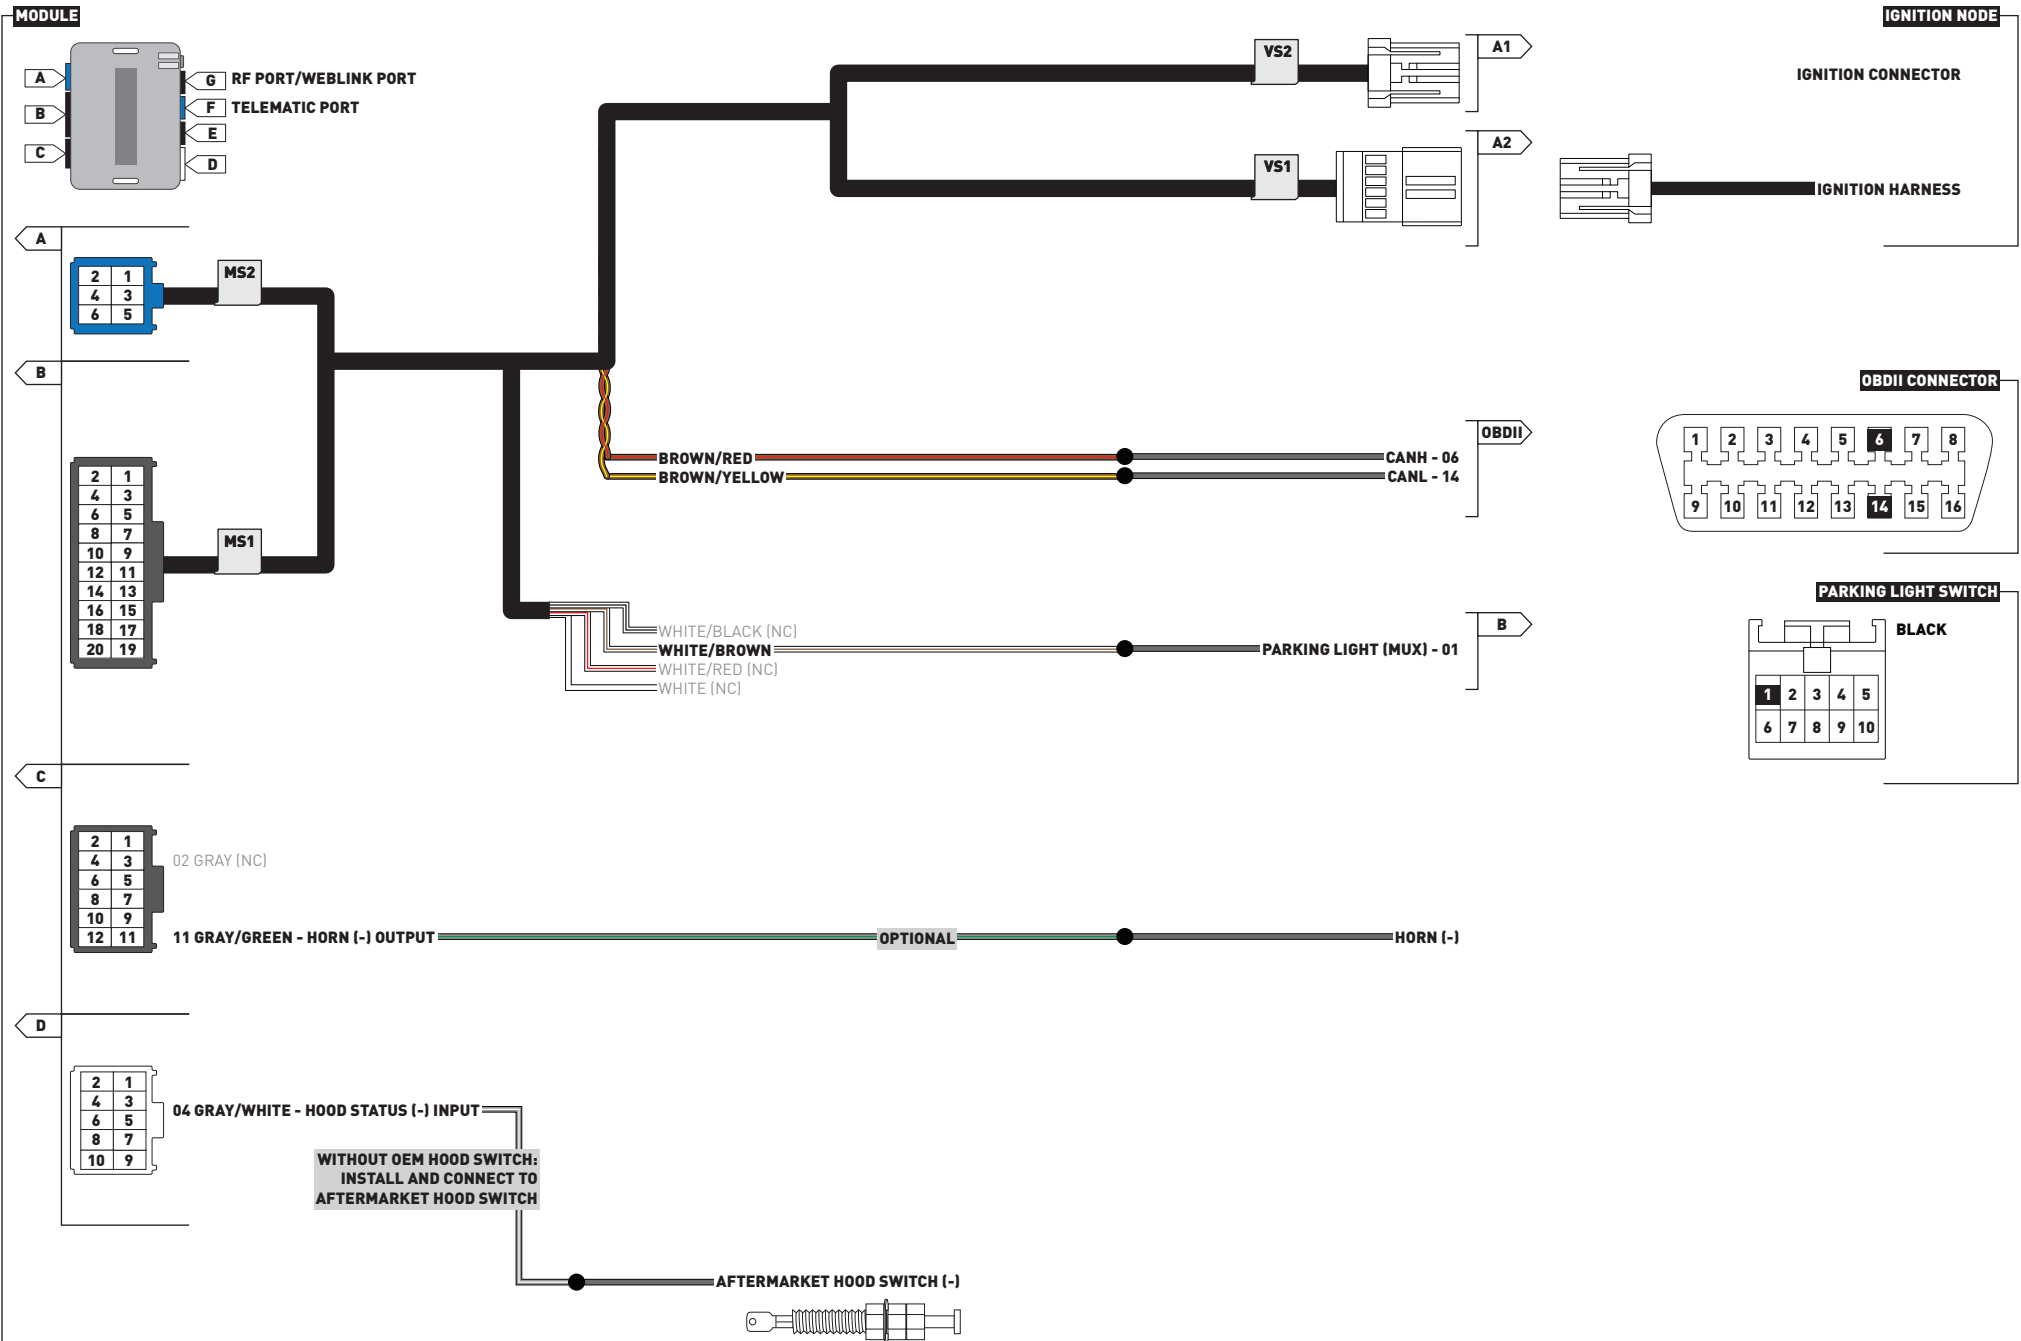 MODULE
IGNITION NODE
A
B
C
G RF PORT/WEBLINK PORT
F TELEMATIC PORT
E
D
VS2
A1
IGNITION CONNECTOR
VS1
A2
IGNITION HARNESS
A
2 1
4 3
6 5
MS2
B
2 1
4 3
6 5
8 7
10 9
12 11
14 13
16 15
18 17
20 19
MS1
BROWN/RED
CANH - 06
BROWN/YELLOW
CANL - 14
OBDII
OBDII CONNECTOR
1 2 3 4 5 6 7 8
9 10 11 12 13 14 15 16
WHITE/BLACK (NC)
WHITE/BROWN
PARKING LIGHT (MUX) - 01
WHITE/RED (NC)
WHITE (NC)
B
PARKING LIGHT SWITCH
BLACK
1 2 3 4 5
6 7 8 9 10
C
2 1
4 3
6 5
8 7
10 9
12 11
02 GRAY (NC)
11 GRAY/GREEN - HORN (-) OUTPUT
OPTIONAL
HORN (-)
D
2 1
4 3
6 5
8 7
10 9
04 GRAY/WHITE - HOOD STATUS (-) INPUT
WITHOUT OEM HOOD SWITCH:
INSTALL AND CONNECT TO
AFTERMARKET HOOD SWITCH
AFTERMARKET HOOD SWITCH (-)